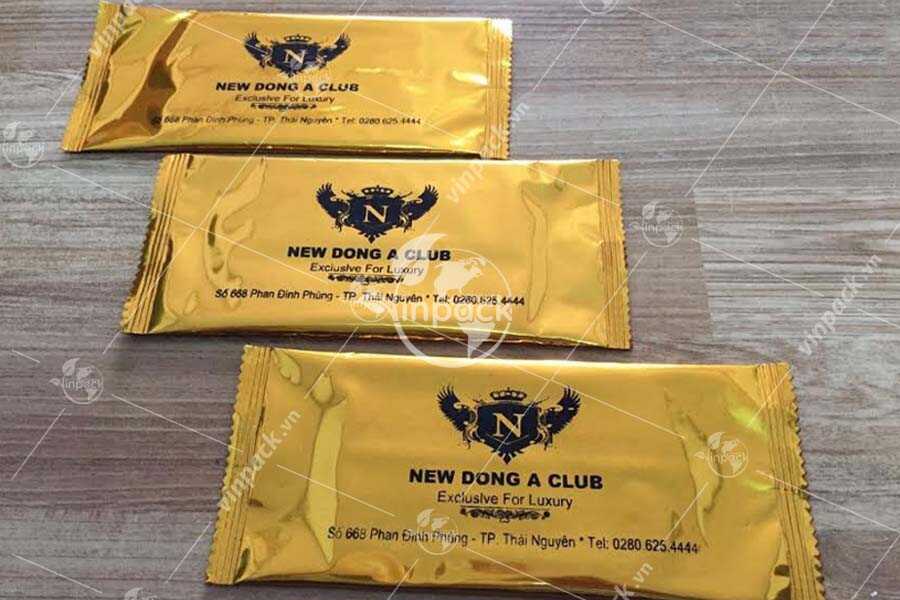 N
NEW DONG A CLUB
Exclusive For Luxury
Số 668 Phan Đình Phùng - TP. Thái Nguyên * Tel: 0280.625.4444
N
NEW DONG A CLUB
Exclusive For Luxury
Số 668 Phan Đình Phùng - TP. Thái Nguyên * Tel: 0280.625.4444
inpack
N
NEW DONG A CLUB
Exclusive For Luxury
Số 668 Phan Đình Phùng - TP. Thái Nguyên * Tel: 0280.625.4444
inpack
vinpack.vn